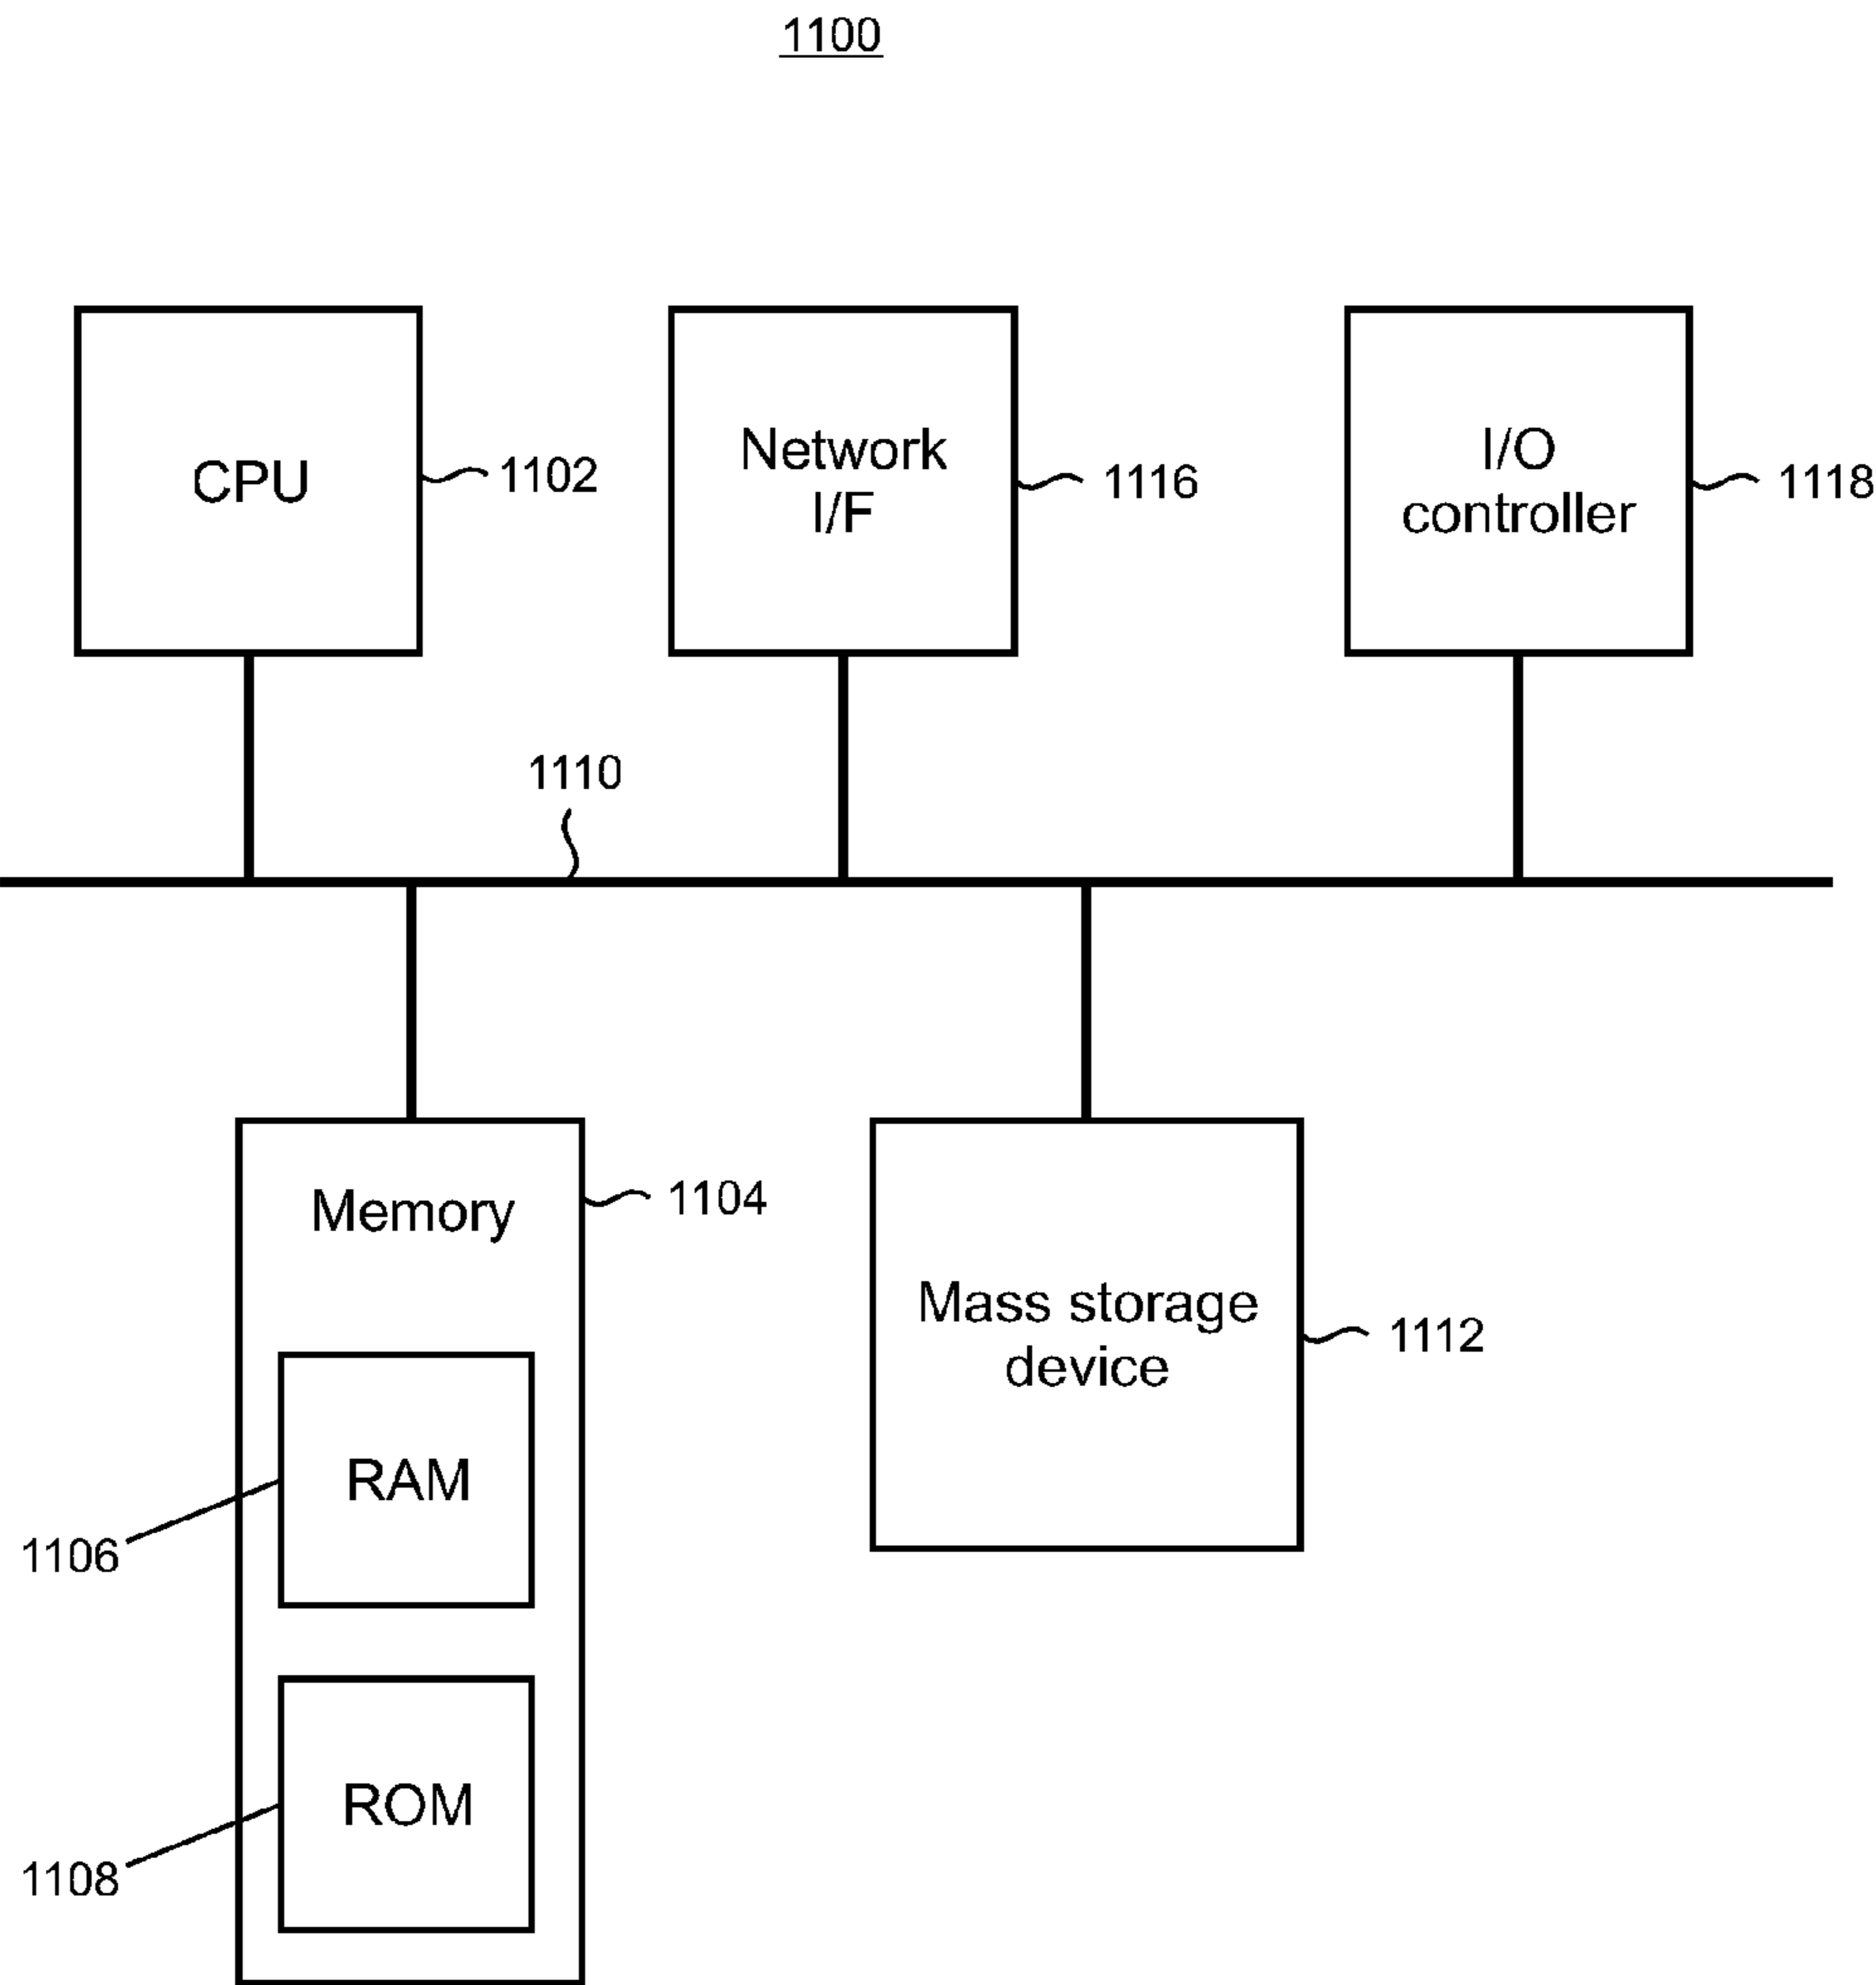 1100
CPU
1102
Network
I/F
1116
I/O
controller
1118
1110
Memory
1104
Mass storage
device
1112
RAM
1106
ROM
1108